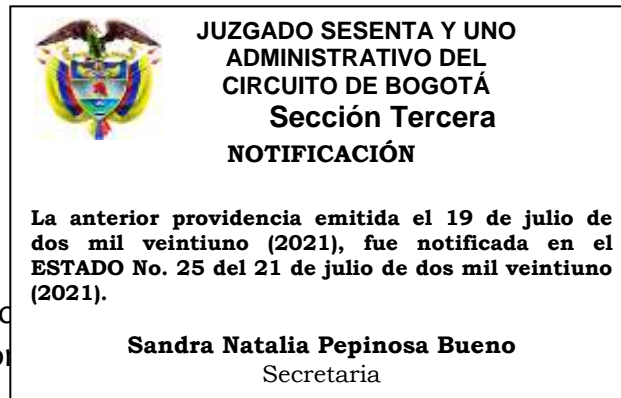 JUZGADO SESENTA Y UNO
ADMINISTRATIVO DEL
CIRCUITO DE BOGOTÁ
Sección Tercera
NOTIFICACIÓN
La anterior providencia emitida el 19 de julio de
dos mil veintiuno (2021), fue notificada en el
ESTADO No. 25 del 21 de julio de dos mil veintiuno
(2021).
Sandra Natalia Pepinosa Bueno
Secretaria